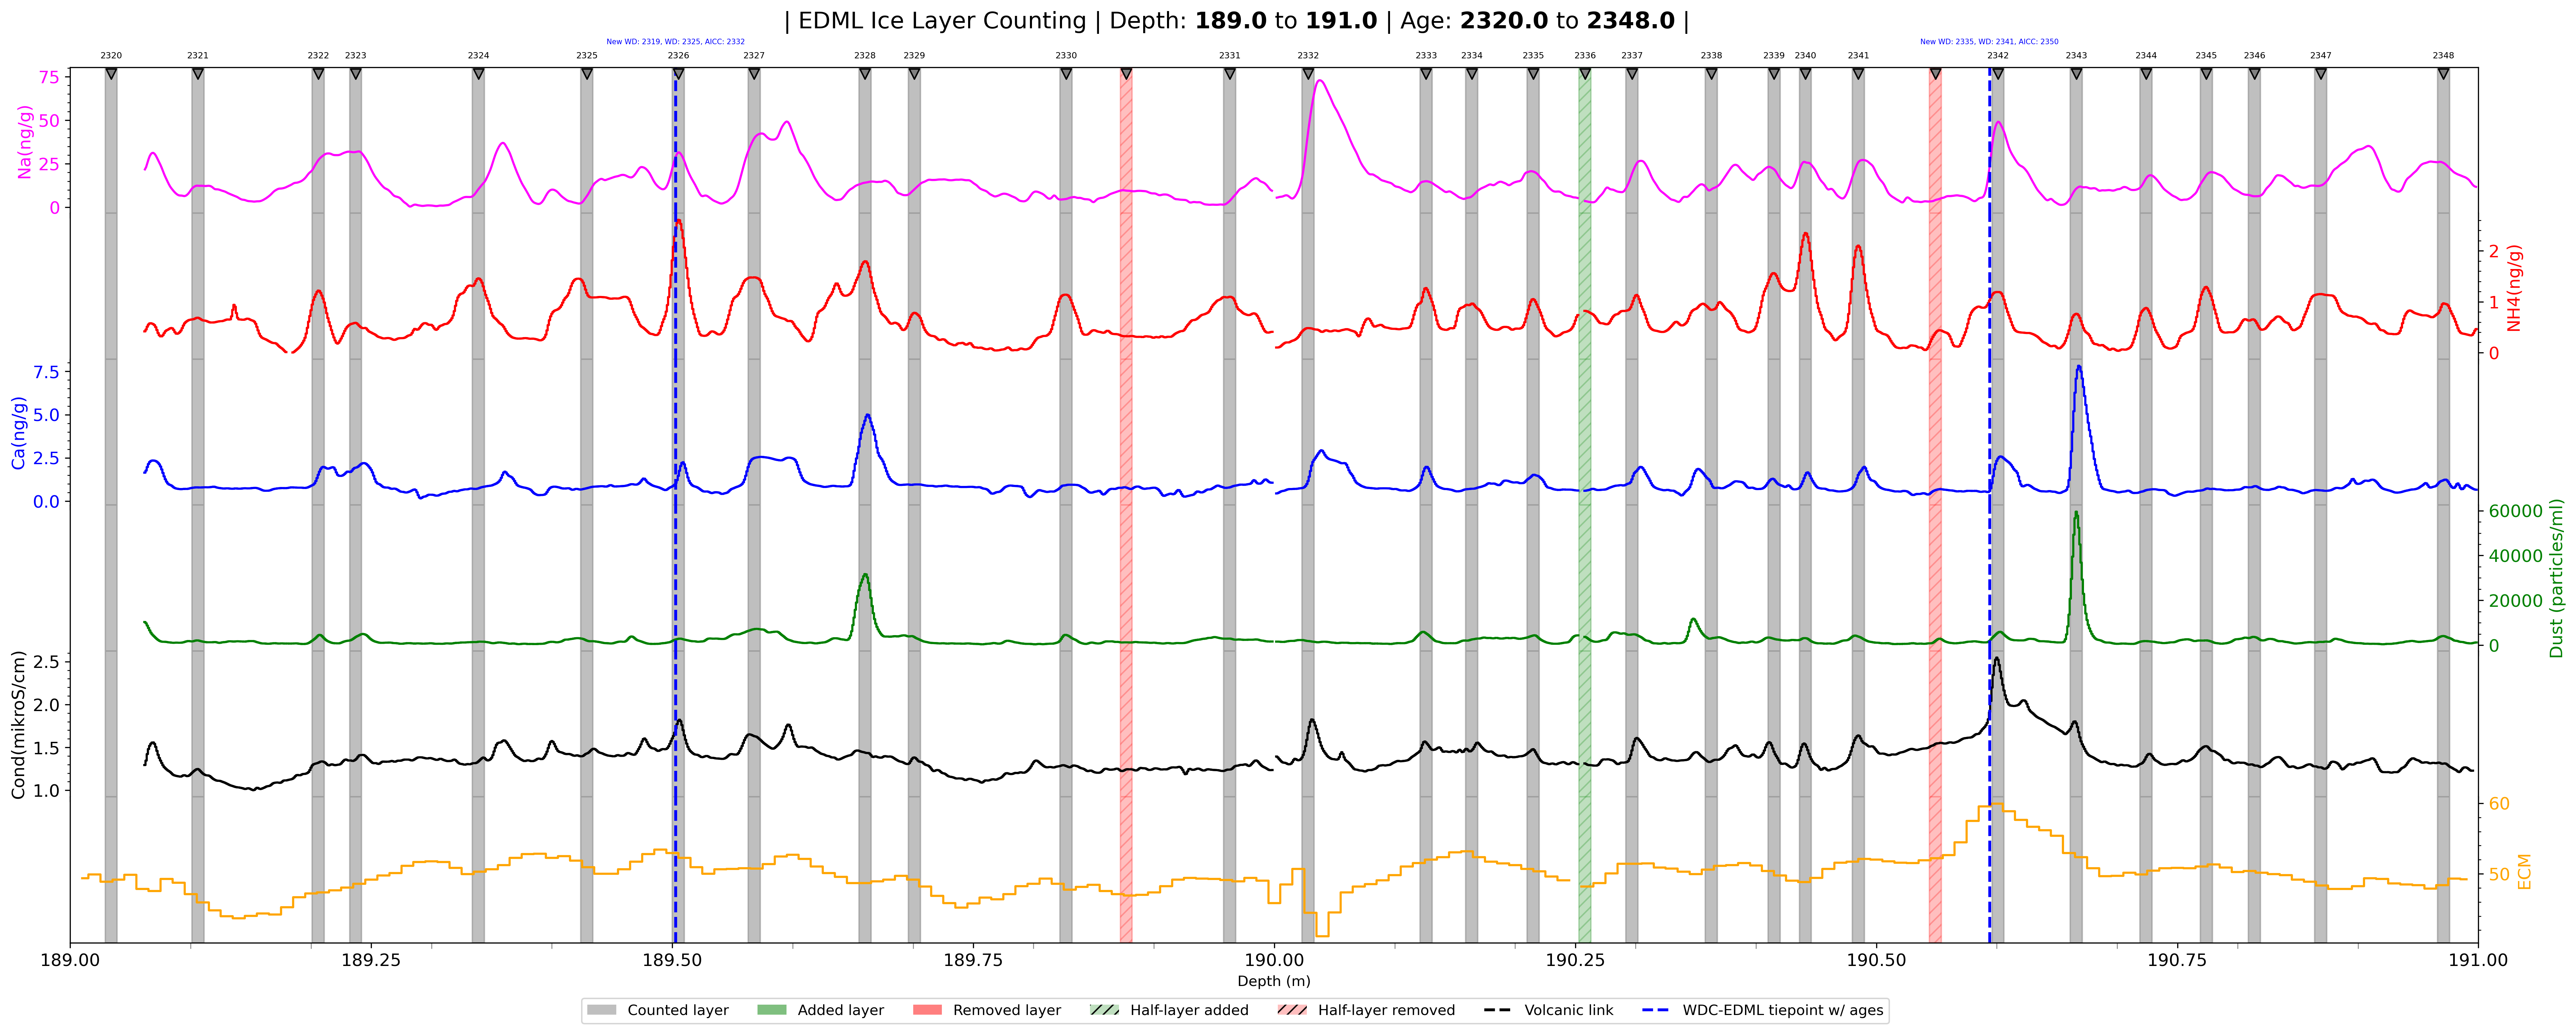 | EDML Ice Layer Counting | Depth: 189.0 to 191.0 | Age: 2320.0 to 2348.0 |
New WD: 2319, WD: 2325, AICC: 2332
New WD: 2335, WD: 2341, AICC: 2350
2320 2321 2322 2323 2324 2325 2326 2327 2328 2329 2330 2331 2332 2333 2334 2335 2336 2337 2338 2339 2340 2341 2342 2343 2344 2345 2346 2347 2348
Na(ng/g)
75
50
25
0
NH4(ng/g)
2
1
0
Ca(ng/g)
7.5
5.0
2.5
0.0
Dust (particles/ml)
60000
40000
20000
0
Cond(mikroS/cm)
2.5
2.0
1.5
1.0
ECM
60
50
189.00 189.25 189.50 189.75 190.00 190.25 190.50 190.75 191.00
Depth (m)
Counted layer Added layer Removed layer Half-layer added Half-layer removed Volcanic link WDC-EDML tiepoint w/ ages